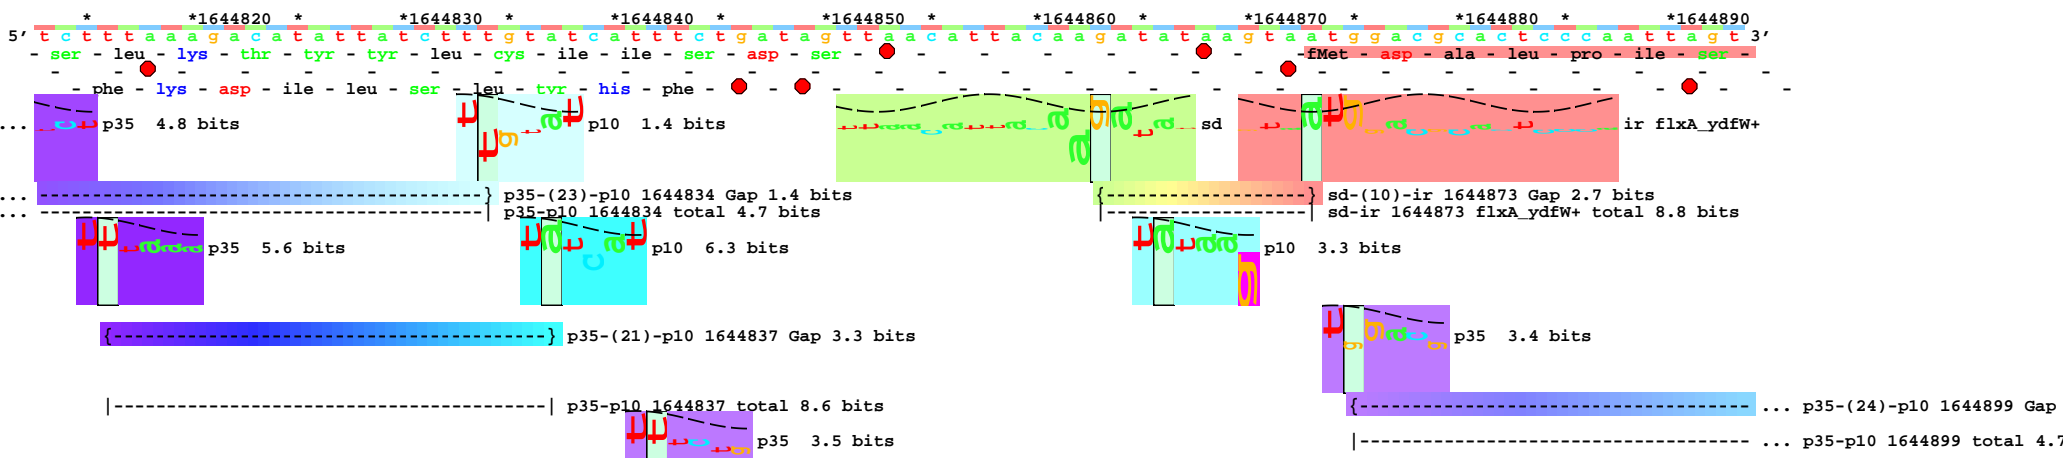 * *1644820 * *1644830 * *1644840 * *1644850 * *1644860 * *1644870 * *1644880 * *1644890
5' t c t t t a a a g a c a t a t t a t c t t t g t a t c a t t t c t g a t a g t t a a c a t t a c a a g a t a t a a g t a a t g g a c g c a c t c c c a a t t a g t 3'
- ser - leu - lys - thr - tyr - tyr - leu - cys - ile - ile - ser - asp - ser - - - - - - - fMet - asp - ala - leu - pro - ile - ser -
- - - - - - - - - - - - - - - - - - - - - - - - - - -
- phe - lys - asp - ile - leu - ser - leu - tyr - his - phe - - - - - - - - - - - - - - - - -
... t c t p35 4.8 bits t t g t a t p10 1.4 bits t t a a c a t t a c a a g a t a t sd g t a a t g g a c g c a c t c c c a ir flxA_ydfW+
... ---------------------} p35-(23)-p10 1644834 Gap 1.4 bits {-------------------} sd-(10)-ir 1644873 Gap 2.7 bits
... ---------------------| p35-p10 1644834 total 4.7 bits |-------------------| sd-ir 1644873 flxA_ydfW+ total 8.8 bits
t t t a a a p35 5.6 bits t a t c a t p10 6.3 bits t a t a a g p10 3.3 bits
{---------------------} p35-(21)-p10 1644837 Gap 3.3 bits t g g a c g p35 3.4 bits
|---------------------| p35-p10 1644837 total 8.6 bits {--------------------- ... p35-(24)-p10 1644899 Gap
t t t c t g p35 3.5 bits |--------------------- ... p35-p10 1644899 total 4.7